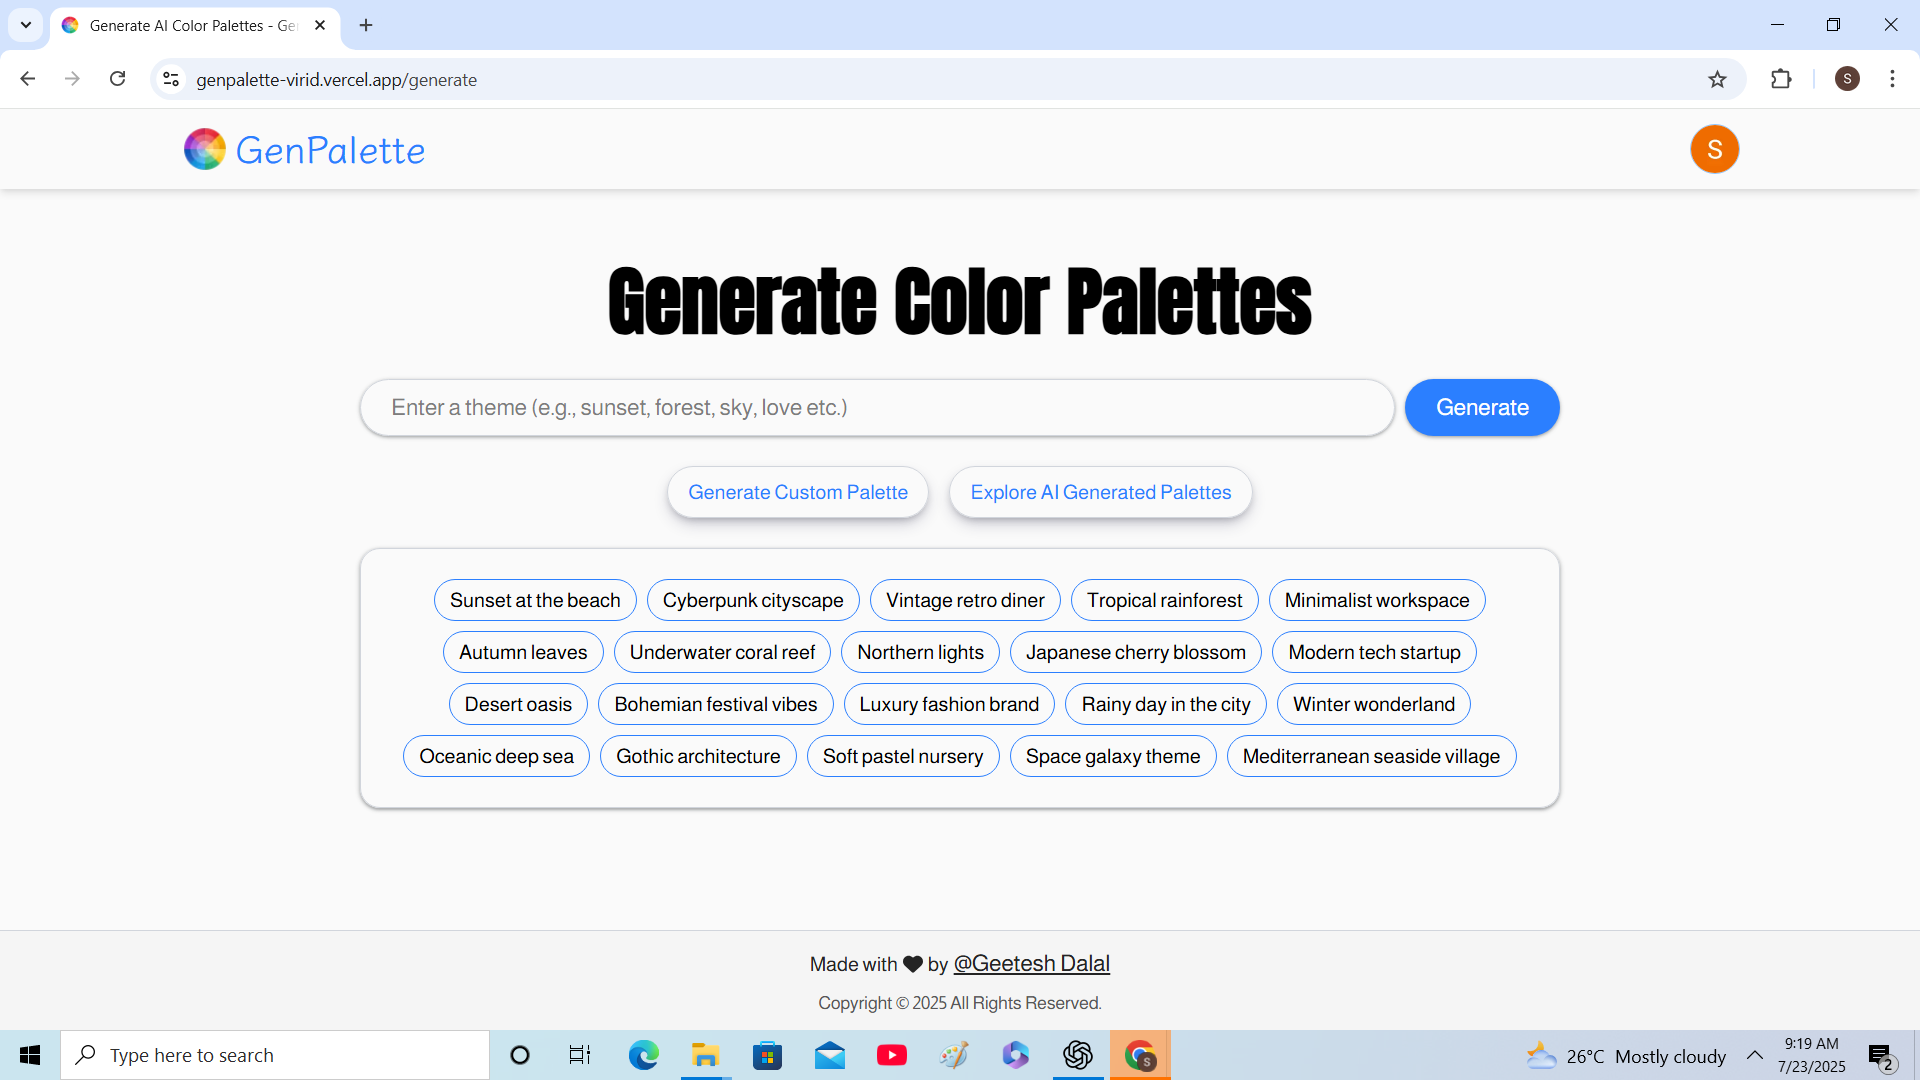 Generate AI Color Palettes - Ge
genpalette-virid.vercel.app/generate
S
GenPalette
S
Generate Color Palettes
Enter a theme (e.g., sunset, forest, sky, love etc.)
Generate
Generate Custom Palette
Explore AI Generated Palettes
Sunset at the beach
Cyberpunk cityscape
Vintage retro diner
Tropical rainforest
Minimalist workspace
Autumn leaves
Underwater coral reef
Northern lights
Japanese cherry blossom
Modern tech startup
Desert oasis
Bohemian festival vibes
Luxury fashion brand
Rainy day in the city
Winter wonderland
Oceanic deep sea
Gothic architecture
Soft pastel nursery
Space galaxy theme
Mediterranean seaside village
Made with ♥ by @Geetesh Dalal
Copyright © 2025 All Rights Reserved.
Type here to search
S
26°C Mostly cloudy
9:19 AM
7/23/2025
2